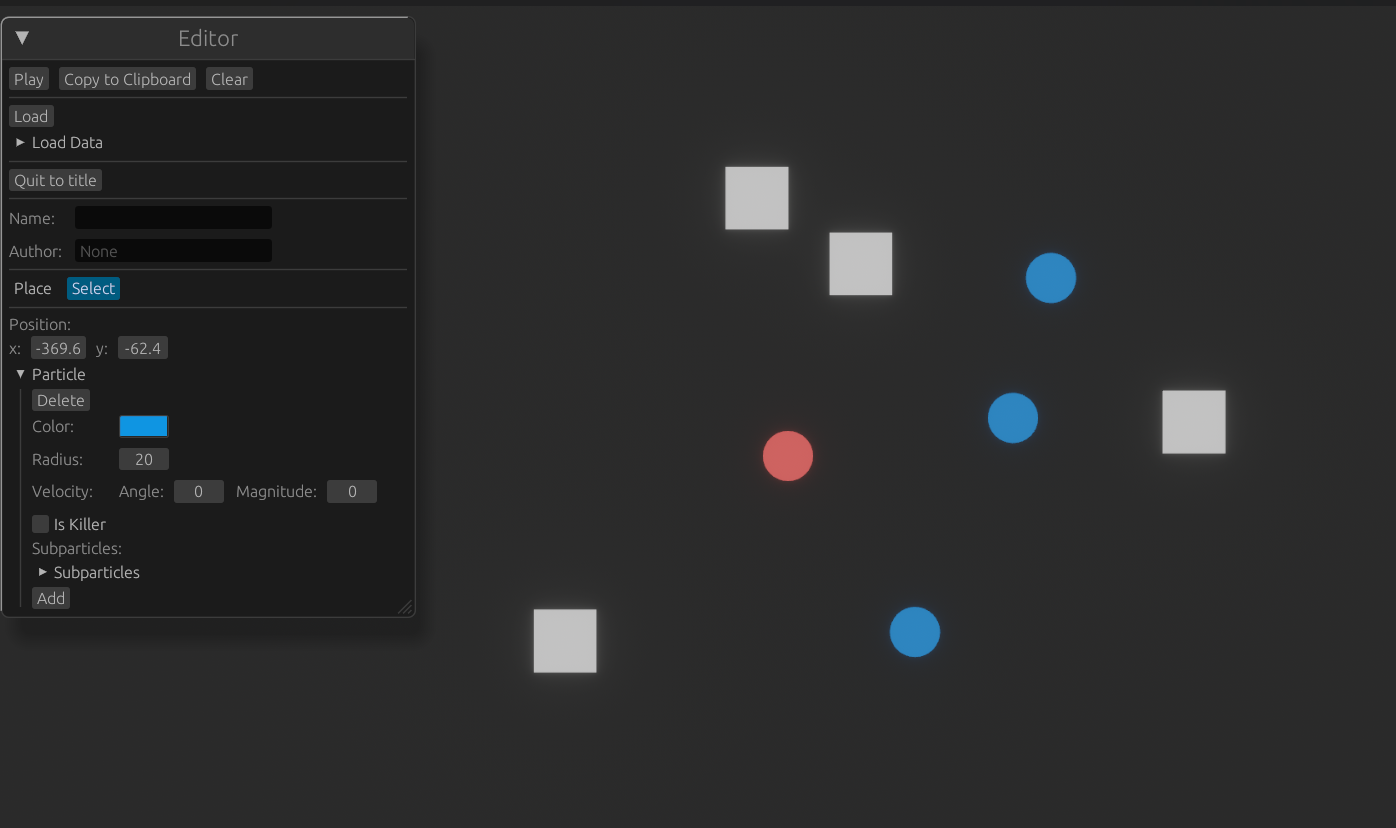 Editor
Play Copy to Clipboard Clear
Load
Load Data
Quit to title
Name:
Author: None
Place Select
Position:
x: -369.6 y: -62.4
Particle
Delete
Color:
Radius: 20
Velocity: Angle: 0 Magnitude: 0
Is Killer
Subparticles:
Subparticles
Add